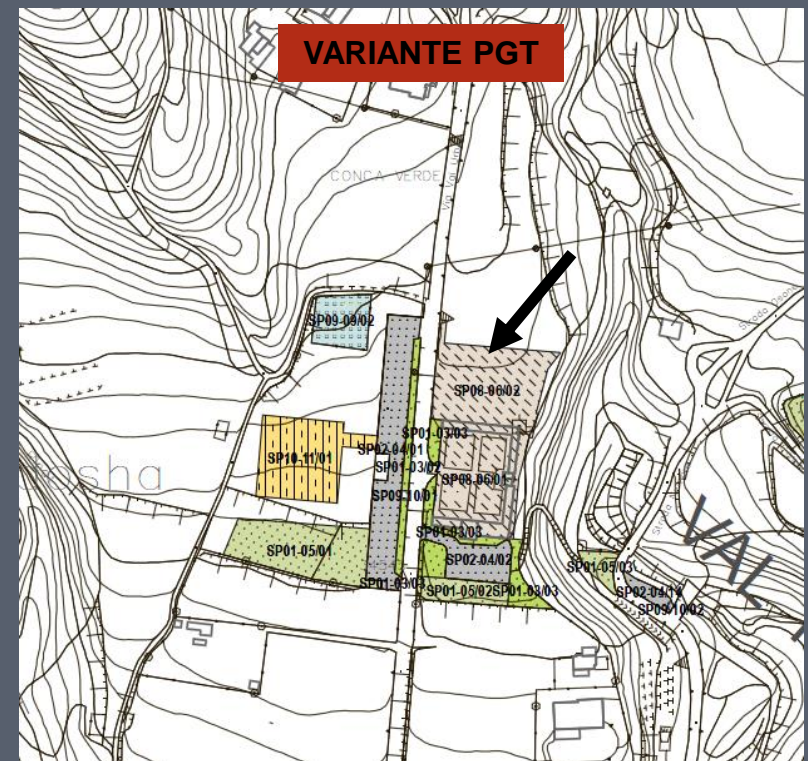 VARIANTE PGT
CONCA VERDE
SP09-09/02
SP08-06/02
SP01-03/03
SP02-04/01
SP10-11/01
SP01-03/02
SP08-06/01
SP09-10/01
SP01-03/03
SP01-05/01
SP02-04/02
SP01-05/03
SP01-03/03
SP01-05/02
SP01-03/03
SP02-04/14
SP09-10/02
VAL